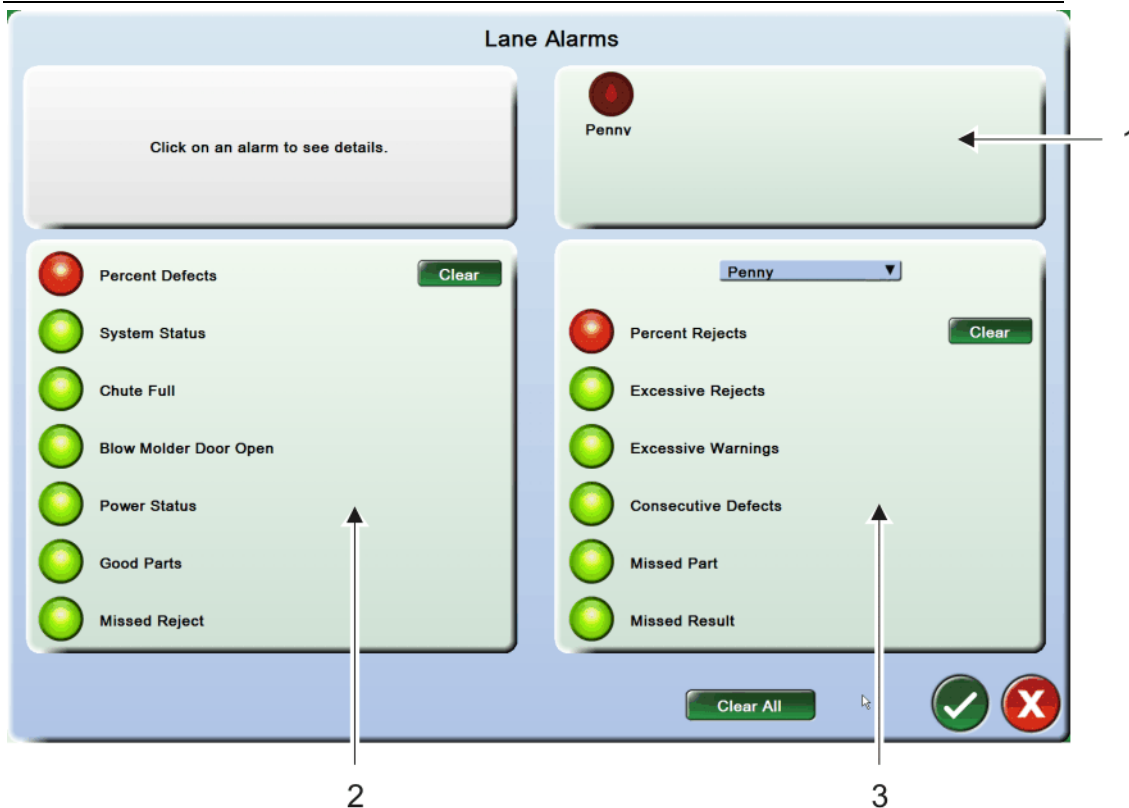 Lane Alarms
Click on an alarm to see details.
Penny
1
Percent Defects
Clear
System Status
Chute Full
Blow Molder Door Open
Power Status
Good Parts
Missed Reject
Penny
Percent Rejects
Clear
Excessive Rejects
Excessive Warnings
Consecutive Defects
Missed Part
Missed Result
Clear All
X
2
3